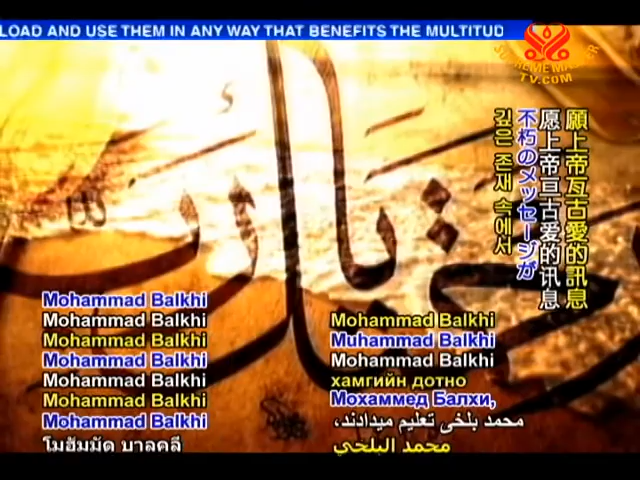 LOAD AND USE THEM IN ANY WAY THAT BENEFITS THE MULTITUD
SUPREME MASTER
TV.COM
願上帝亙古愛的訊息
愿上帝亘古爱的讯息
不朽のメッセージが
깊은 존재 속에서
Mohammad Balkhi
Mohammad Balkhi
Mohammad Balkhi
Mohammad Balkhi
Mohammad Balkhi
Mohammad Balkhi
Mohammad Balkhi
โมฮัมมัด บาลคลี
Mohammad Balkhi
Muhammad Balkhi
Mohammad Balkhi
хамгийн дотно
Мохаммед Балхи,
محمد بلخی تعلیم میدادند،
محمد البلحي